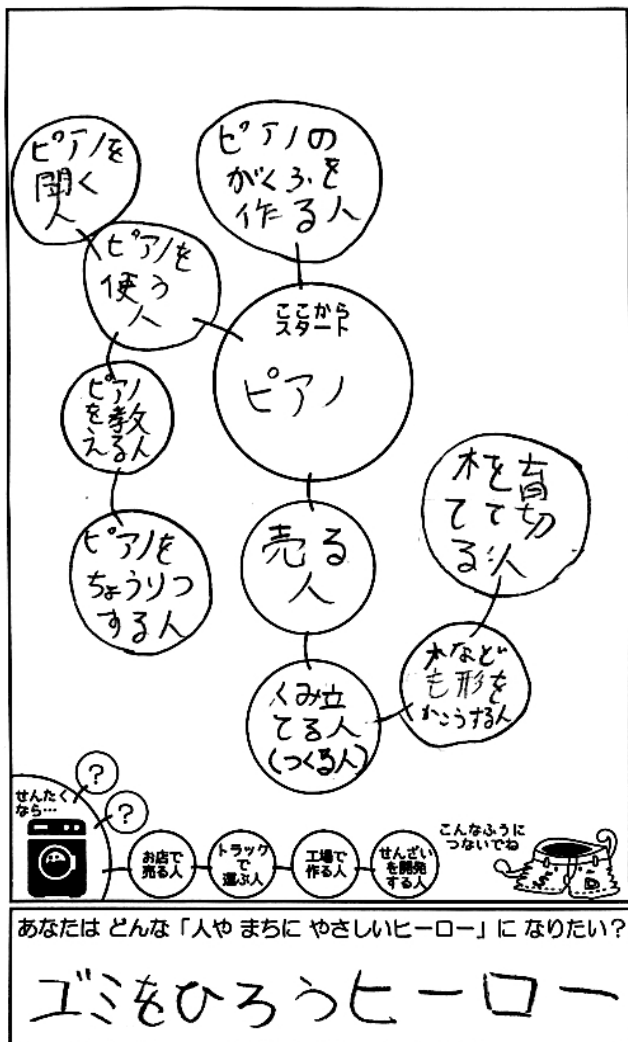 ピアノを
聞く
人
ピアノの
がくふを
作る人
ピアノを
使う
人
ここから
スタート
ピアノ
ピアノ
を教
える人
ピアノを
ちょうりつ
する人
売る
人
木を育
てて切
る人
木など
も形を
かこうする人
くみ立
てる人
(つくる人)
せんたく
なら…
?
?
お店で
売る人
トラック
で
運ぶ人
工場で
作る人
せんざい
を開発
する人
こんなふうに
つないでね
あなたは どんな「人や まちに やさしいヒーロー」に なりたい?
ゴミをひろうヒーロー